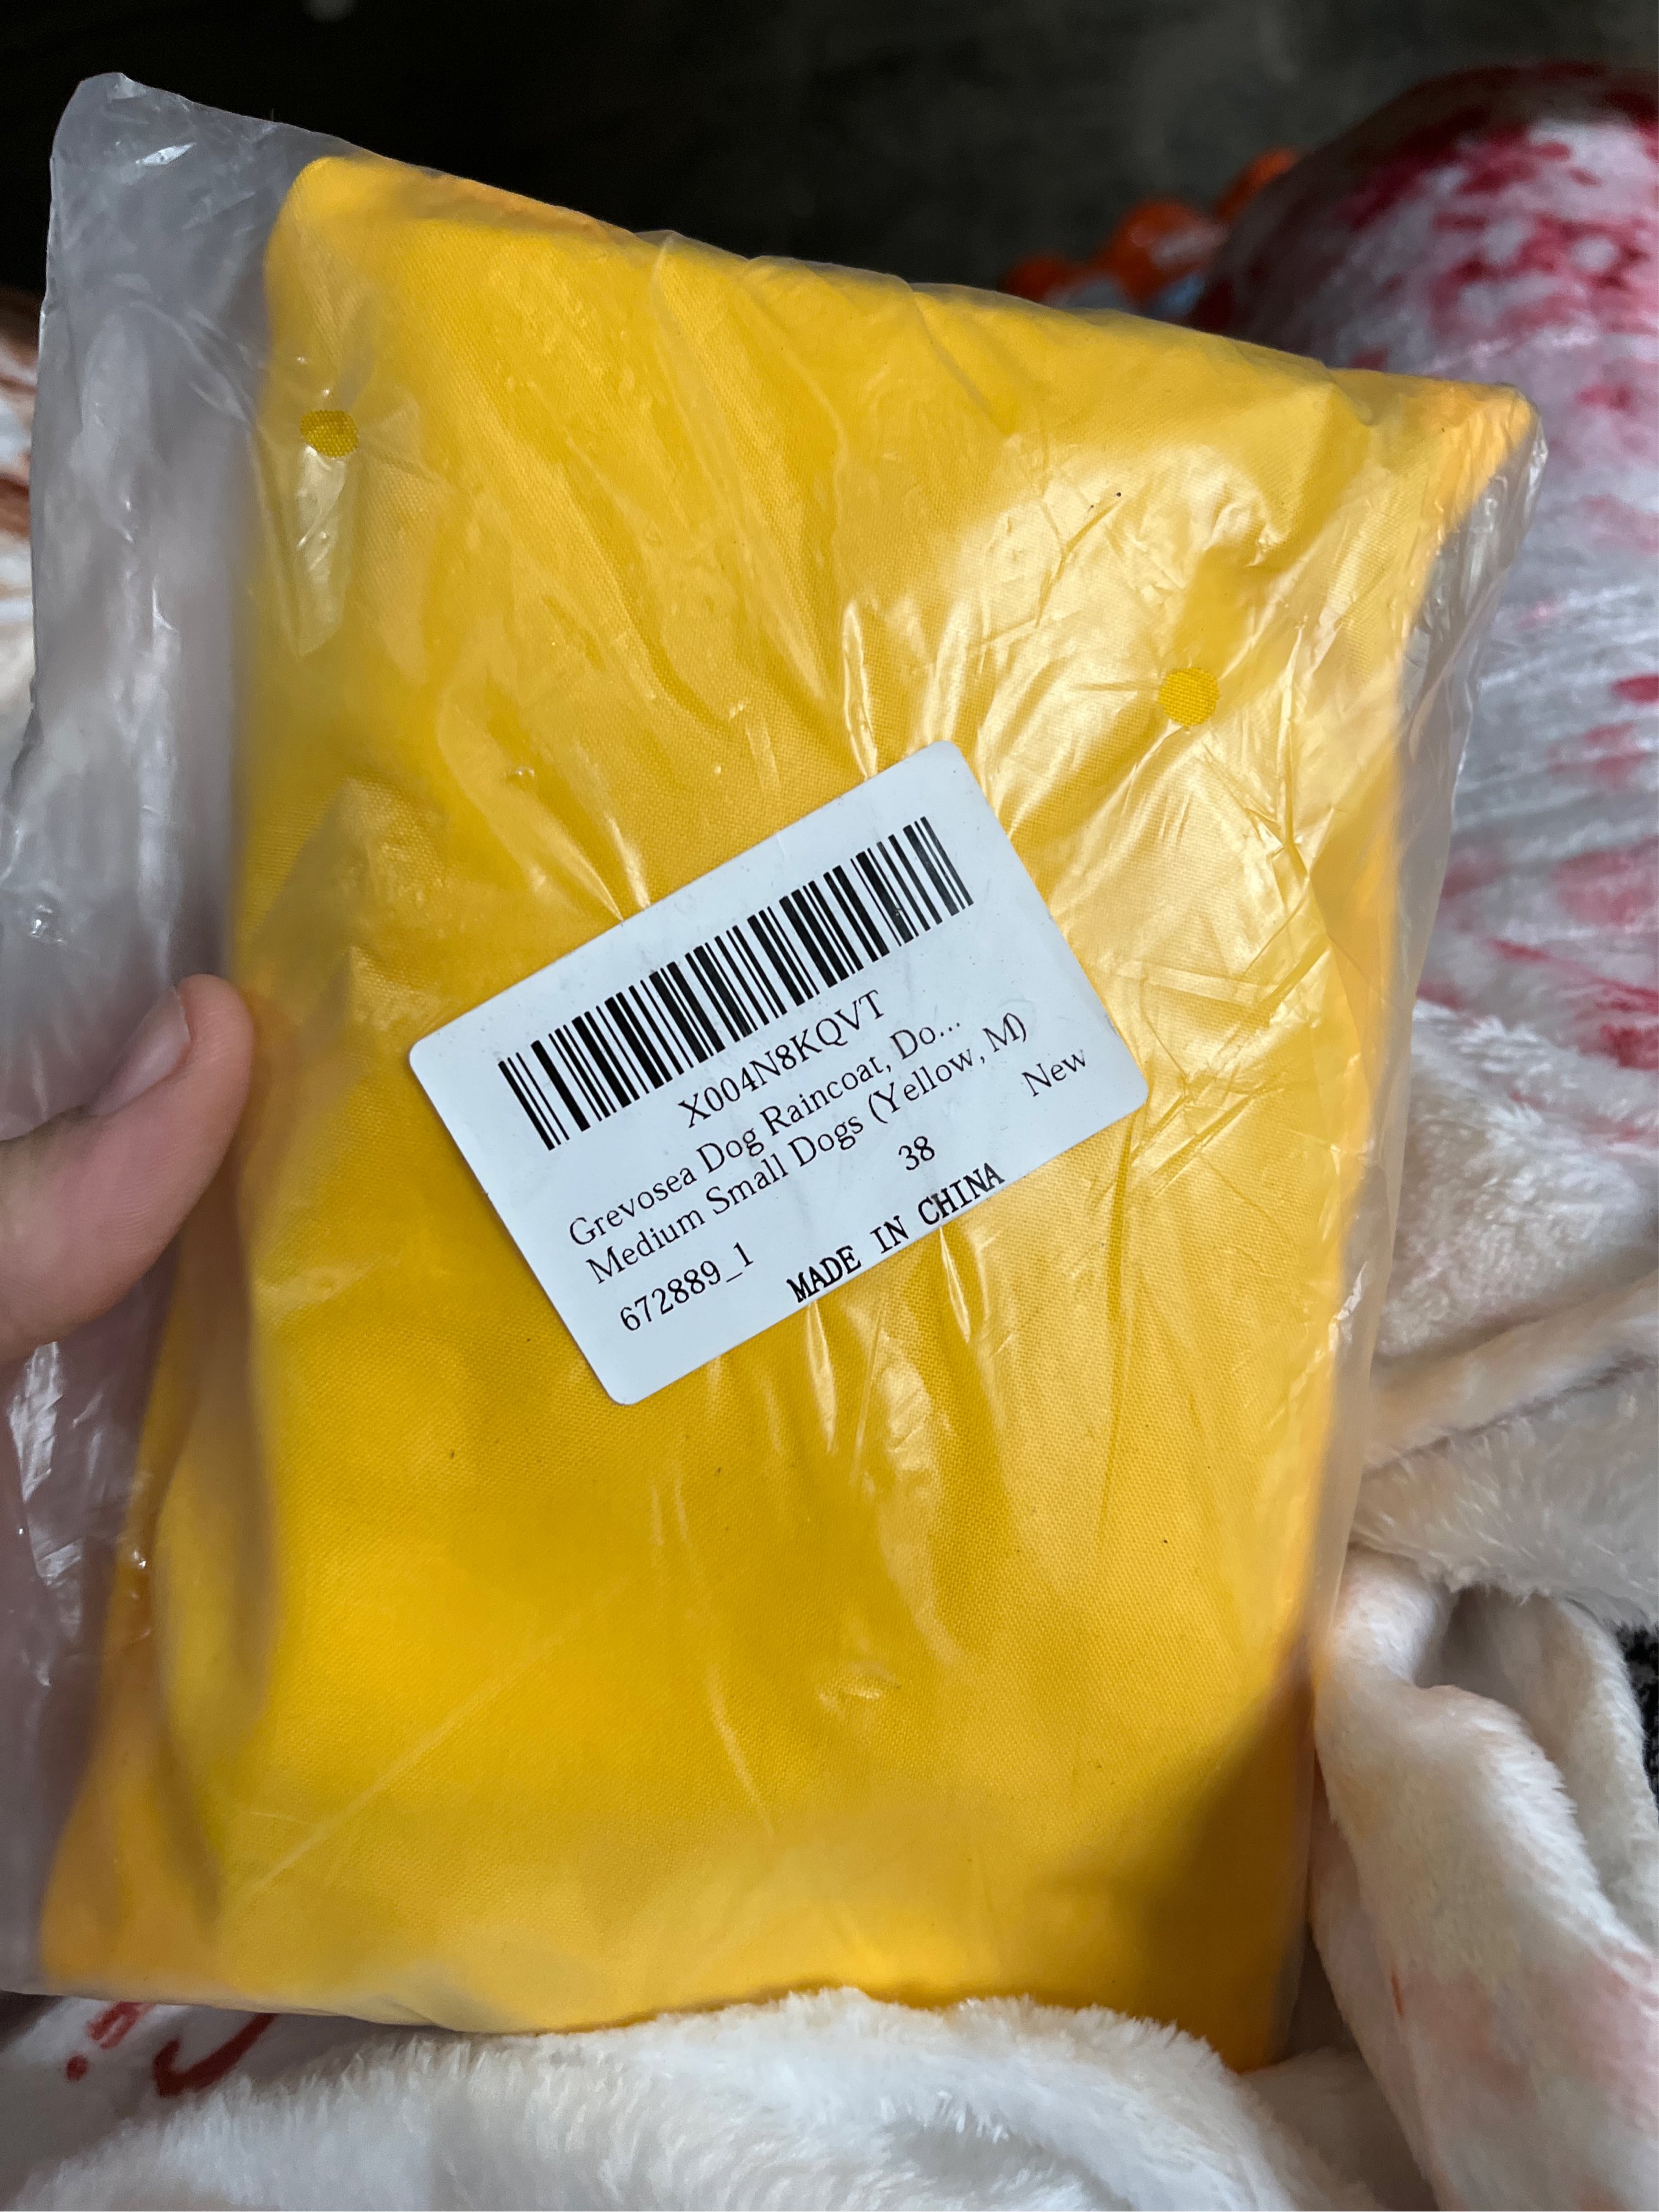 X004N8KQVT
Grevosea Dog Raincoat, Do...
Medium Small Dogs (Yellow, M)
New
672889_1
38
MADE IN CHINA